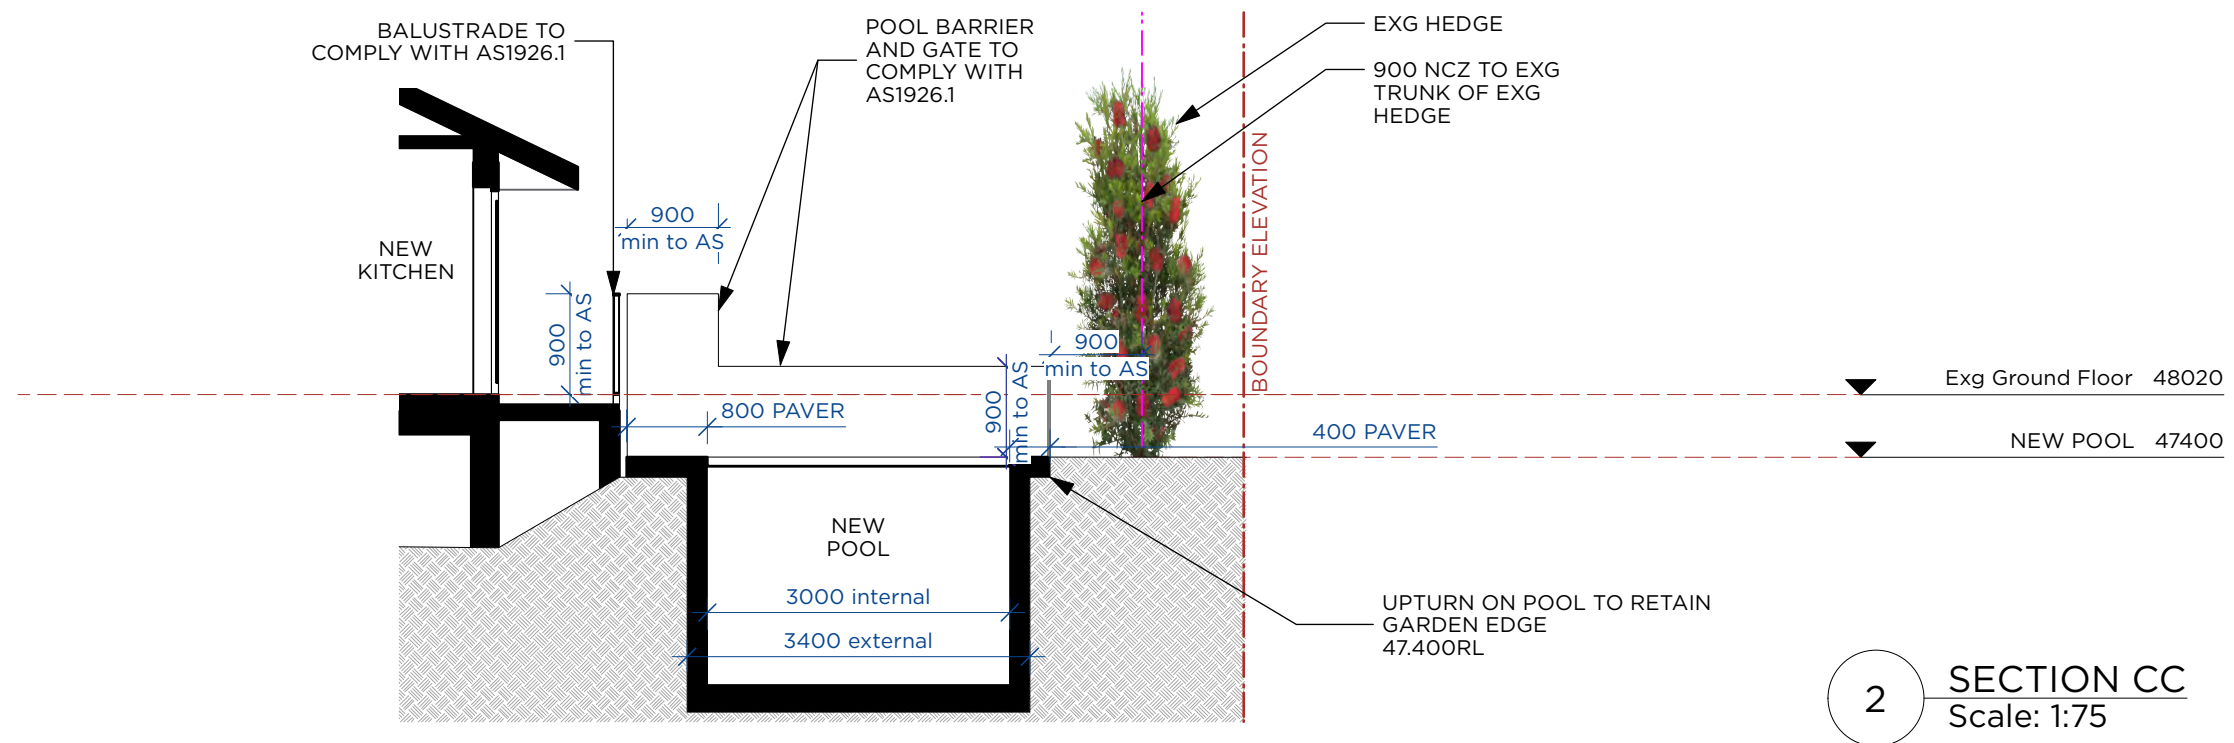 BALUSTRADE TO
COMPLY WITH AS1926.1
POOL BARRIER
AND GATE TO
COMPLY WITH
AS1926.1
EXG HEDGE
900 NCZ TO EXG
TRUNK OF EXG
HEDGE
BOUNDARY ELEVATION
900
min to AS
NEW
KITCHEN
900
min to AS
900
min to AS
900
min to AS
Exg Ground Floor 48020
800 PAVER
400 PAVER
NEW POOL 47400
NEW
POOL
3000 internal
3400 external
UPTURN ON POOL TO RETAIN
GARDEN EDGE
47.400RL
2
SECTION CC
Scale: 1:75